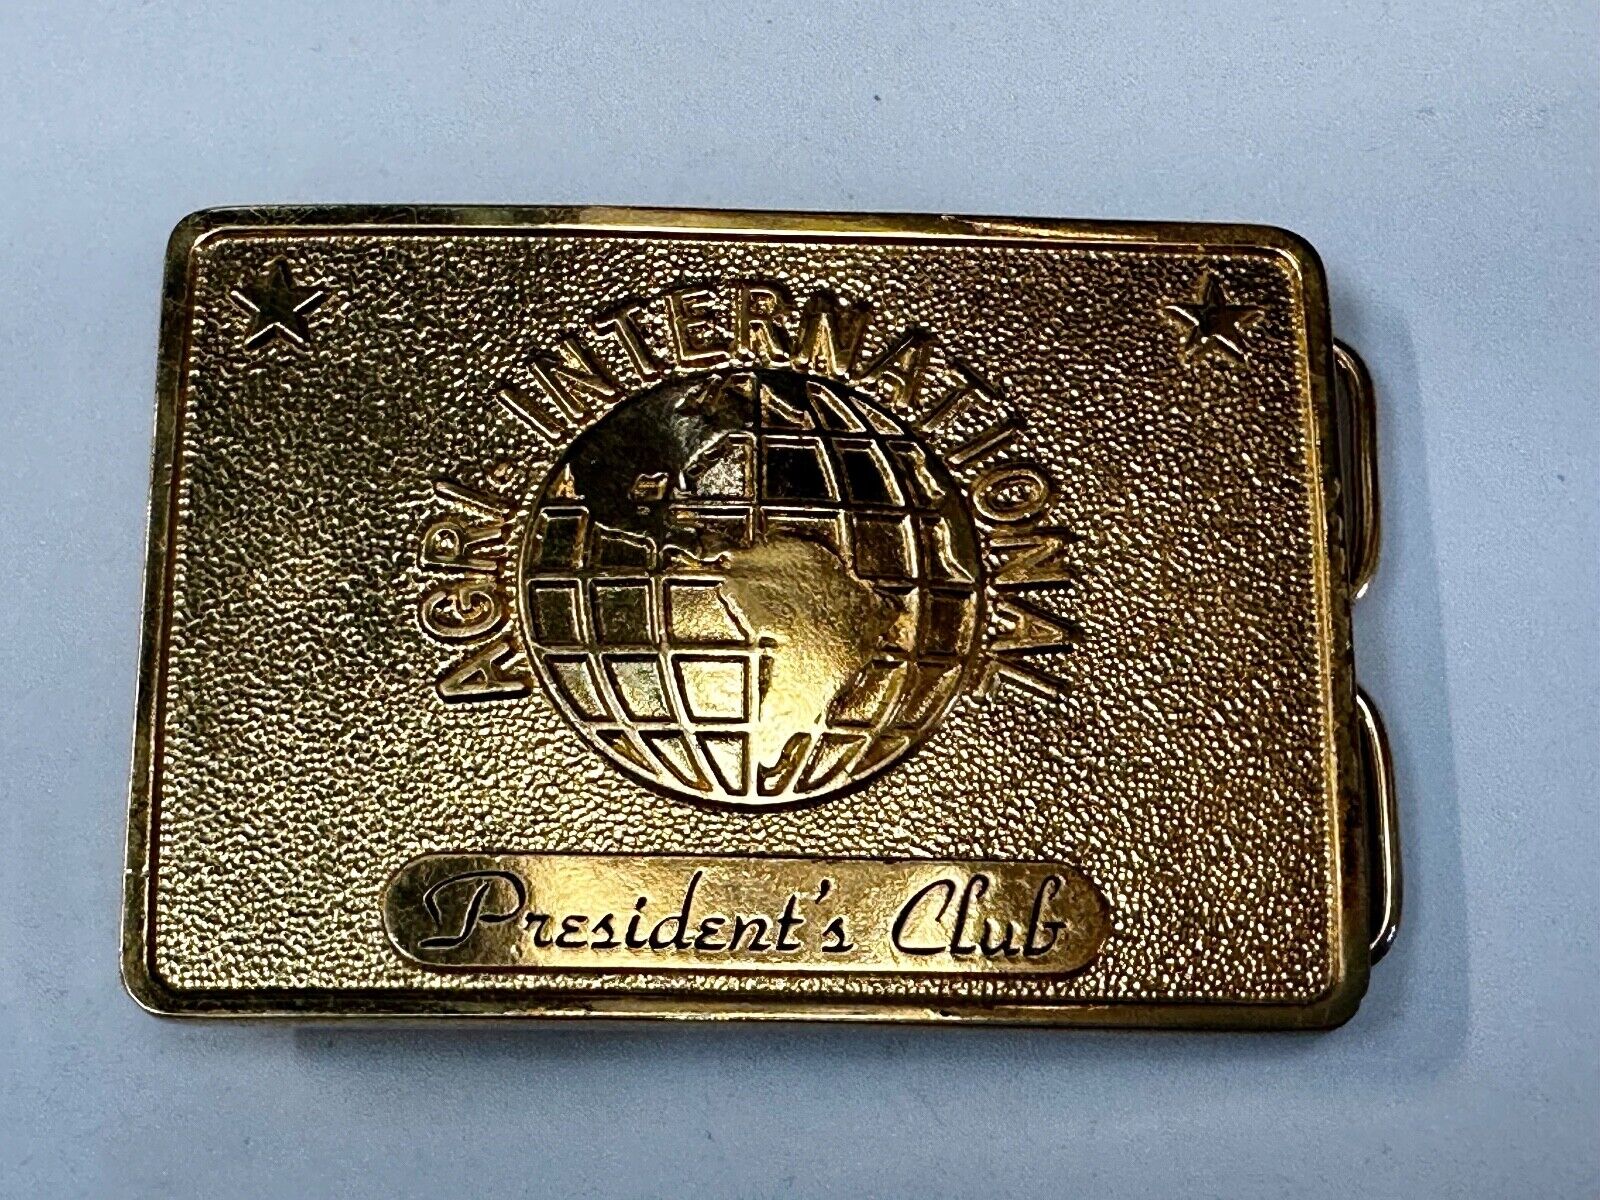 AGRI. INTERNATIONAL
President's Club